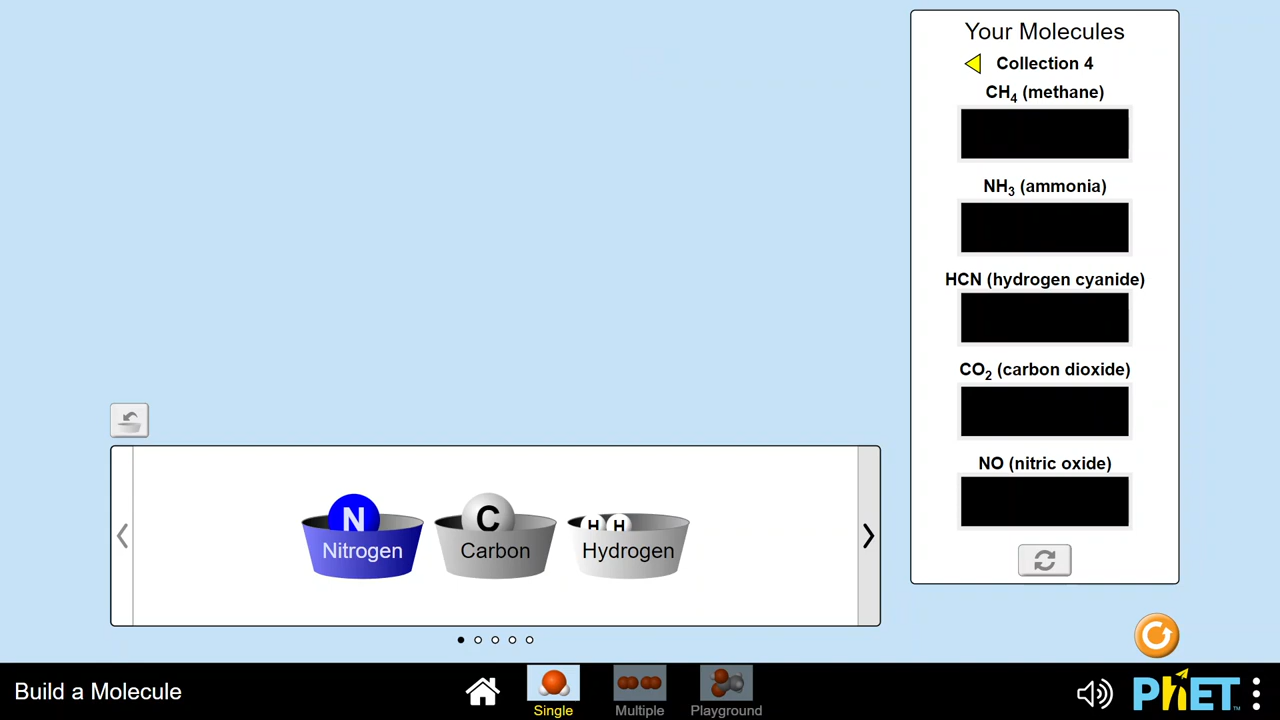 Your Molecules
Collection 4
CH₄ (methane)
NH₃ (ammonia)
HCN (hydrogen cyanide)
CO₂ (carbon dioxide)
NO (nitric oxide)
N C H H
Nitrogen Carbon Hydrogen
Build a Molecule
Single Multiple Playground
PhET™